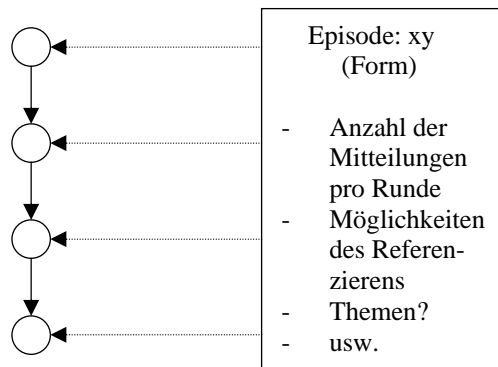 Episode: xy
(Form)
- Anzahl der
Mitteilungen
pro Runde
- Möglichkeiten
des Referen-
zierens
- Themen?
- usw.